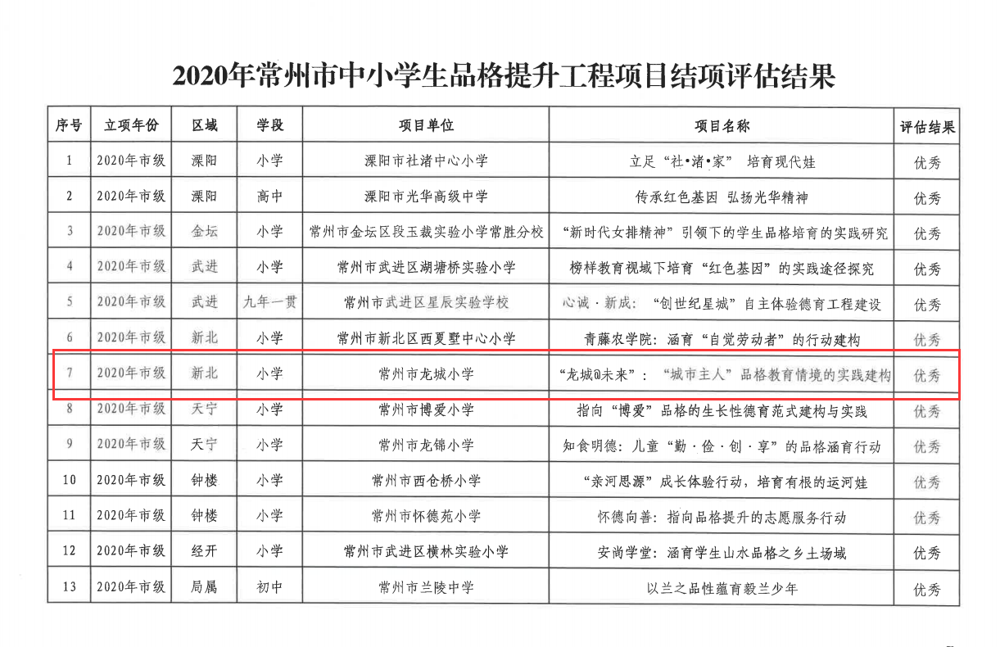 2020年常州市中小学生品格提升工程项目结项评估结果
序号 立项年份 区域 学段 项目单位 项目名称 评估结果
1 2020年市级 溧阳 小学 溧阳市社渚中心小学 立足“社•渚•家” 培育现代娃 优秀
2 2020年市级 溧阳 高中 溧阳市光华高级中学 传承红色基因 弘扬光华精神 优秀
3 2020年市级 金坛 小学 常州市金坛区段玉裁实验小学常胜分校 “新时代女排精神”引领下的学生品格培育的实践研究 优秀
4 2020年市级 武进 小学 常州市武进区湖塘桥实验小学 榜样教育视域下培育“红色基因”的实践途径探究 优秀
5 2020年市级 武进 九年一贯 常州市武进区星辰实验学校 心诚·新成：“创世纪星城”自主体验德育工程建设 优秀
6 2020年市级 新北 小学 常州市新北区西夏墅中心小学 青藤农学院：涵育“自觉劳动者”的行动建构 优秀
7 2020年市级 新北 小学 常州市龙城小学 “龙城@未来”：“城市主人”品格教育情境的实践建构 优秀
8 2020年市级 天宁 小学 常州市博爱小学 指向“博爱”品格的生长性德育范式建构与实践 优秀
9 2020年市级 天宁 小学 常州市龙锦小学 知食明德：儿童“勤·俭·创·享”的品格涵育行动 优秀
10 2020年市级 钟楼 小学 常州市西仓桥小学 “亲河思源”成长体验行动，培育有根的运河娃 优秀
11 2020年市级 钟楼 小学 常州市怀德苑小学 怀德向善：指向品格提升的志愿服务行动 优秀
12 2020年市级 经开 小学 常州市武进区横林实验小学 安尚学堂：涵育学生山水品格之乡土场域 优秀
13 2020年市级 局属 初中 常州市兰陵中学 以兰之品性蕴育毅兰少年 优秀